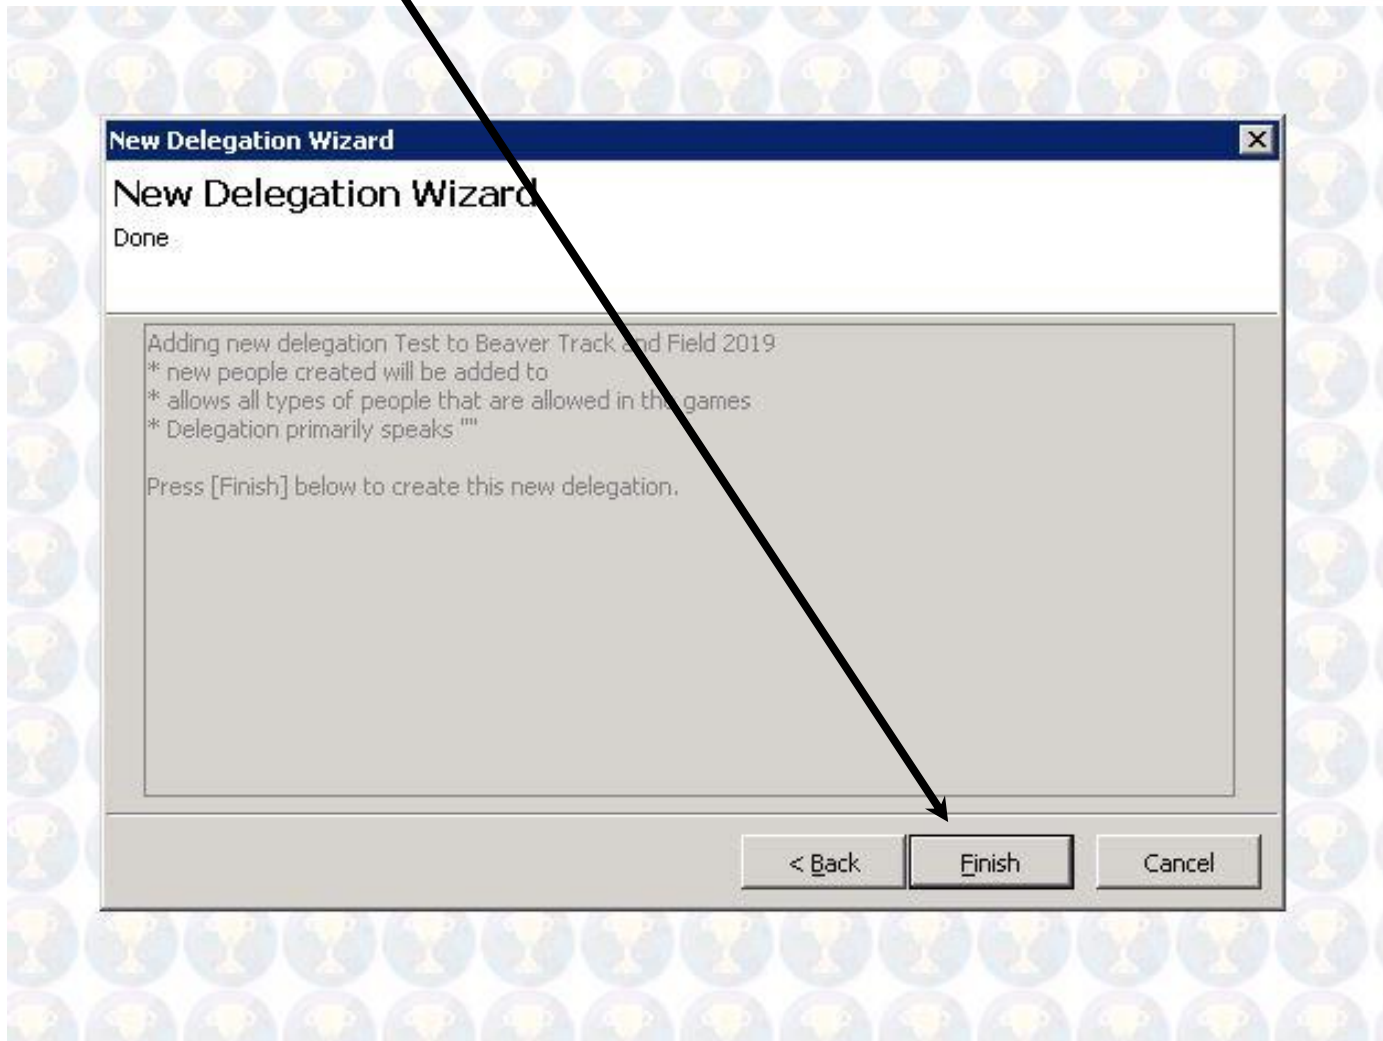 New Delegation Wizard
New Delegation Wizard
Done
Adding new delegation Test to Beaver Track and Field 2019
* new people created will be added to
* allows all types of people that are allowed in the games
* Delegation primarily speaks ""
Press [Finish] below to create this new delegation.
< Back Finish Cancel